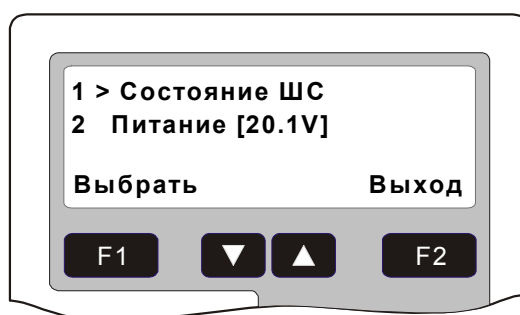 1 > Состояние ШС
2 Питание [20.1V]
Выбрать Выход
F1 ▼ ▲ F2